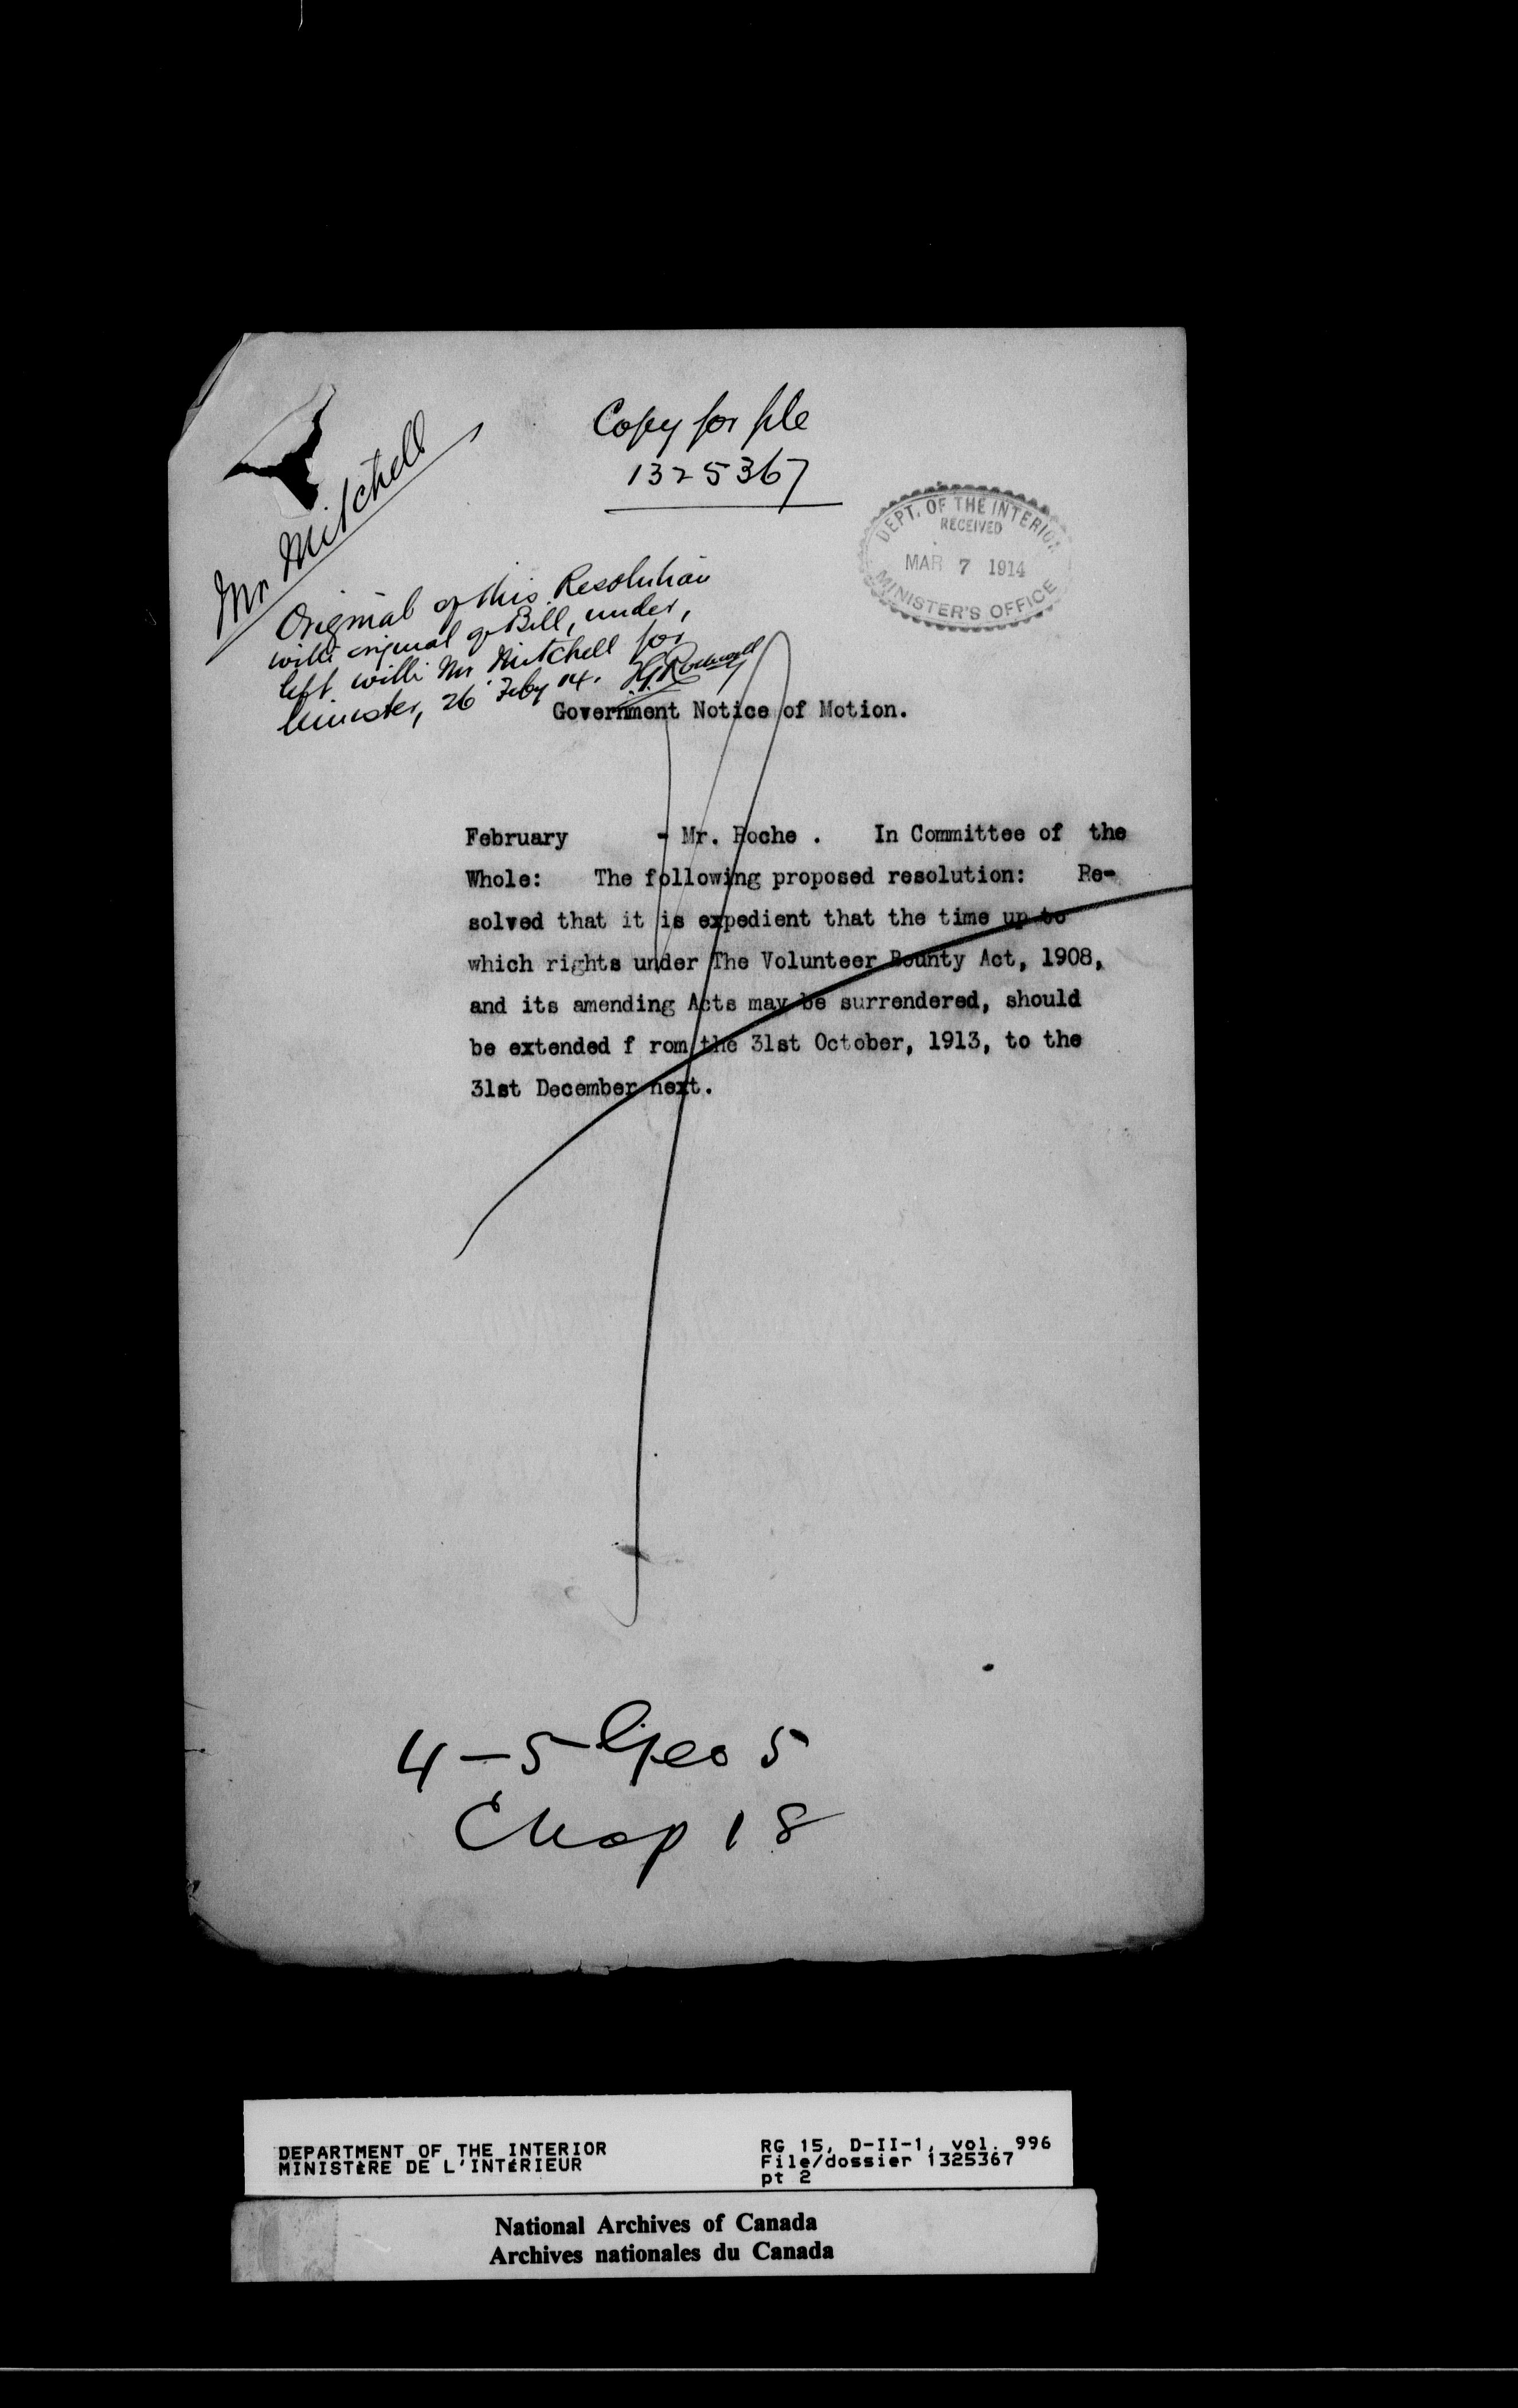 Copy for file
1325367
Mr Mitchell
DEPT. OF THE INTERIOR
RECEIVED
MAR 7 1914
MINISTER'S OFFICE
Original of this Resolution
with original of Bill, under,
left with Mr Mitchell for
Minister, 26 Feby 14.
Government Notice of Motion.
February - Mr. Roche . In Committee of the
Whole: The following proposed resolution: Re-
solved that it is expedient that the time up to
which rights under The Volunteer Bounty Act, 1908,
and its amending Acts may be surrendered, should
be extended f rom the 31st October, 1913, to the
31st December next.
4-5 Geo 5
Chap 18
DEPARTMENT OF THE INTERIOR
MINISTÈRE DE L'INTÉRIEUR
RG 15, D-II-1, vol. 996
File/dossier 1325367
pt 2
National Archives of Canada
Archives nationales du Canada